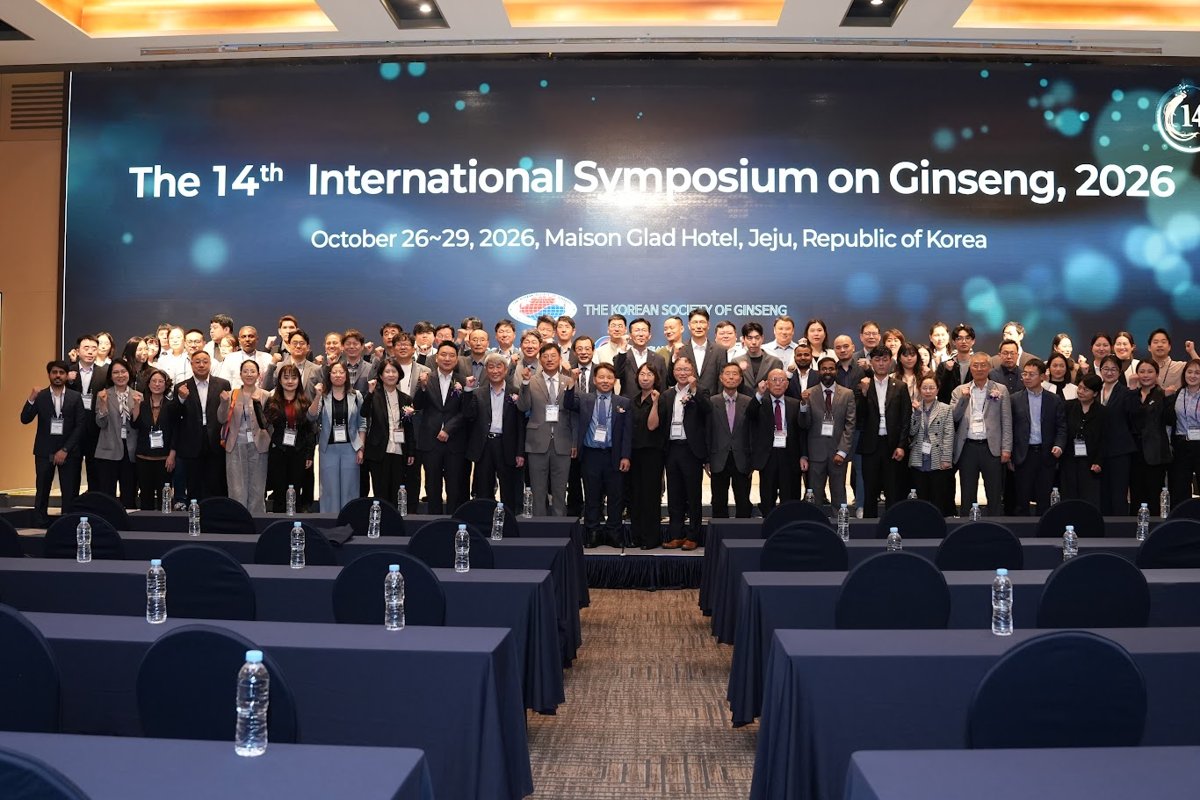 The 14th International Symposium on Ginseng, 2026
October 26~29, 2026, Maison Glad Hotel, Jeju, Republic of Korea
THE KOREAN SOCIETY OF GINSENG
14